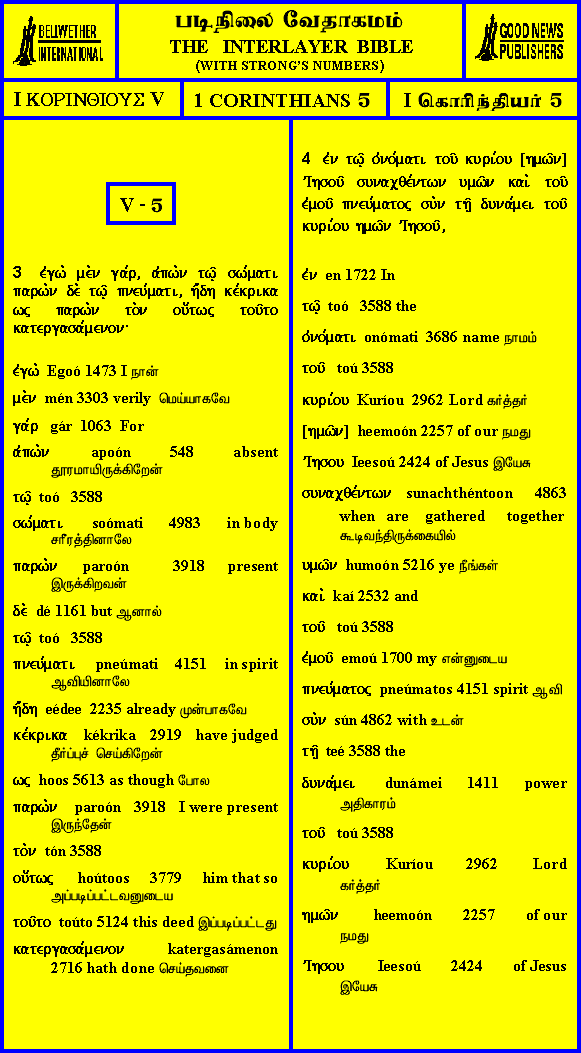 BELLWETHER
INTERNATIONAL
படிநிலை வேதாகமம்
THE INTERLAYER BIBLE
(WITH STRONG'S NUMBERS)
GOOD NEWS
PUBLISHERS
I ΚΟΡΙΝΘΙΟΥΣ V
1 CORINTHIANS 5
I கொரிந்தியர் 5
V - 5
3 ἐγὼ μὲν γάρ, ἀπὼν τῷ σώματι
παρὼν δὲ τῷ πνεύματι, ἤδη κέκρικα
ως παρὼν τὸν οὕτως τοῦτο
κατεργασάμενον·
ἐγὼ Egoó 1473 I நான்
μὲν mén 3303 verily மெய்யாகவே
γάρ gár 1063 For
ἀπὼν apoón 548 absent
தூரமாயிருக்கிறேன்
τῷ toó 3588
σώματι soómati 4983 in body
சரீரத்தினாலே
παρὼν paroón 3918 present
இருக்கிறவன்
δὲ dé 1161 but ஆனால்
τῷ toó 3588
πνεύματι pneúmati 4151 in spirit
ஆவியினாலே
ἤδη eédee 2235 already முன்பாகவே
κέκρικα kékrika 2919 have judged
தீர்ப்புச் செய்கிறேன்
ως hoos 5613 as though போல
παρὼν paroón 3918 I were present
இருந்தேன்
τὸν tón 3588
οὕτως hoútoos 3779 him that so
அப்படிப்பட்டவனுடைய
τοῦτο toúto 5124 this deed இப்படிப்பட்டது
κατεργασάμενον katergasámenon
2716 hath done செய்தவனை
4 ἐν τῷ ὀνόματι τοῦ κυρίου [ημῶν]
Ἰησοῦ συναχθέντων υμῶν καὶ τοῦ
ἐμοῦ πνεύματος σὺν τῇ δυνάμει τοῦ
κυρίου ημῶν Ἰησοῦ,
ἐν en 1722 In
τῷ toó 3588 the
ὀνόματι onómati 3686 name நாமம்
τοῦ toú 3588
κυρίου Kuríou 2962 Lord கர்த்தர்
[ημῶν] heemoón 2257 of our நமது
Ἰησου Ieesoú 2424 of Jesus இயேசு
συναχθέντων sunachthéntoon 4863
when are gathered together
கூடிவந்திருக்கையில்
υμῶν humoón 5216 ye நீங்கள்
καὶ kaí 2532 and
τοῦ toú 3588
ἐμοῦ emoú 1700 my என்னுடைய
πνεύματος pneúmatos 4151 spirit ஆவி
σὺν sún 4862 with உடன்
τῇ teé 3588 the
δυνάμει dunámei 1411 power
அதிகாரம்
τοῦ toú 3588
κυρίου Kuríou 2962 Lord
கர்த்தர்
ημῶν heemoón 2257 of our
நமது
Ἰησου Ieesoú 2424 of Jesus
இயேசு